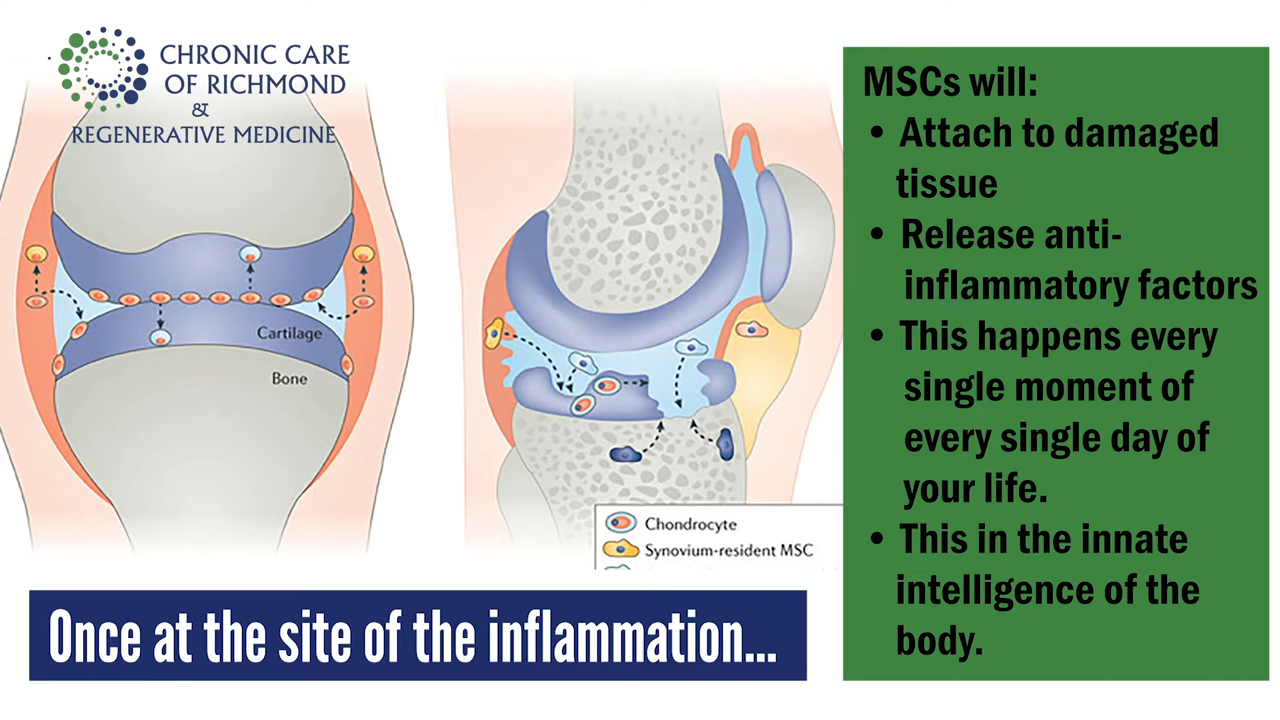 CHRONIC CARE
OF RICHMOND
&
REGENERATIVE MEDICINE
Cartilage
Bone
Chondrocyte
Synovium-resident MSC
Once at the site of the inflammation...
MSCs will:
• Attach to damaged
tissue
• Release anti-
inflammatory factors
• This happens every
single moment of
every single day of
your life.
• This in the innate
intelligence of the
body.